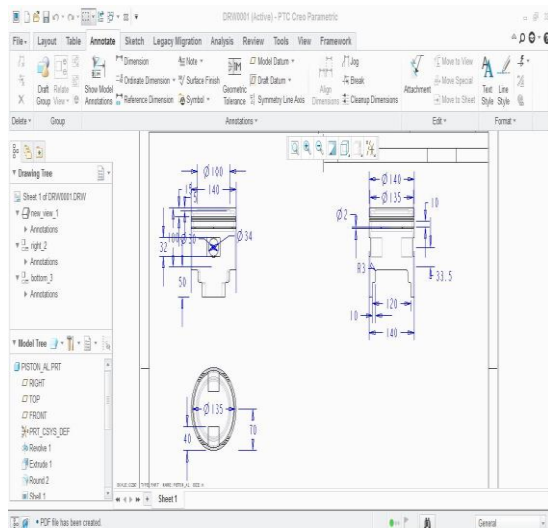 DRW0001 (Active) - PTC Creo Parametric
File Layout Table Annotate Sketch Legacy Migration Analysis Review Tools View Framework
Draft Group
Relate
View
Show Model Annotations
Dimension
Ordinate Dimension
Reference Dimension
Note
Surface Finish
Symbol
Geometric Tolerance
Model Datum
Draft Datum
Symmetry Line Axis
Align Dimensions
Jog
Break
Cleanup Dimensions
Attachment
Move to View
Move Special
Move to Sheet
Text Style
Line Style
Delete Group Annotations Edit Format
Drawing Tree
Sheet 1 of DRW0001.DRW
new_view_1
Annotations
right_2
Annotations
bottom_3
Annotations
Model Tree
PISTON_AL.PRT
RIGHT
TOP
FRONT
PRT_CSYS_DEF
Revolve 1
Extrude 1
Round 2
Shell 1
140
Ø34
32
50
Ø140
Ø135
Ø2
10
R3
33.5
120
10
140
Ø135
40
70
Sheet 1
PDF file has been created.
General